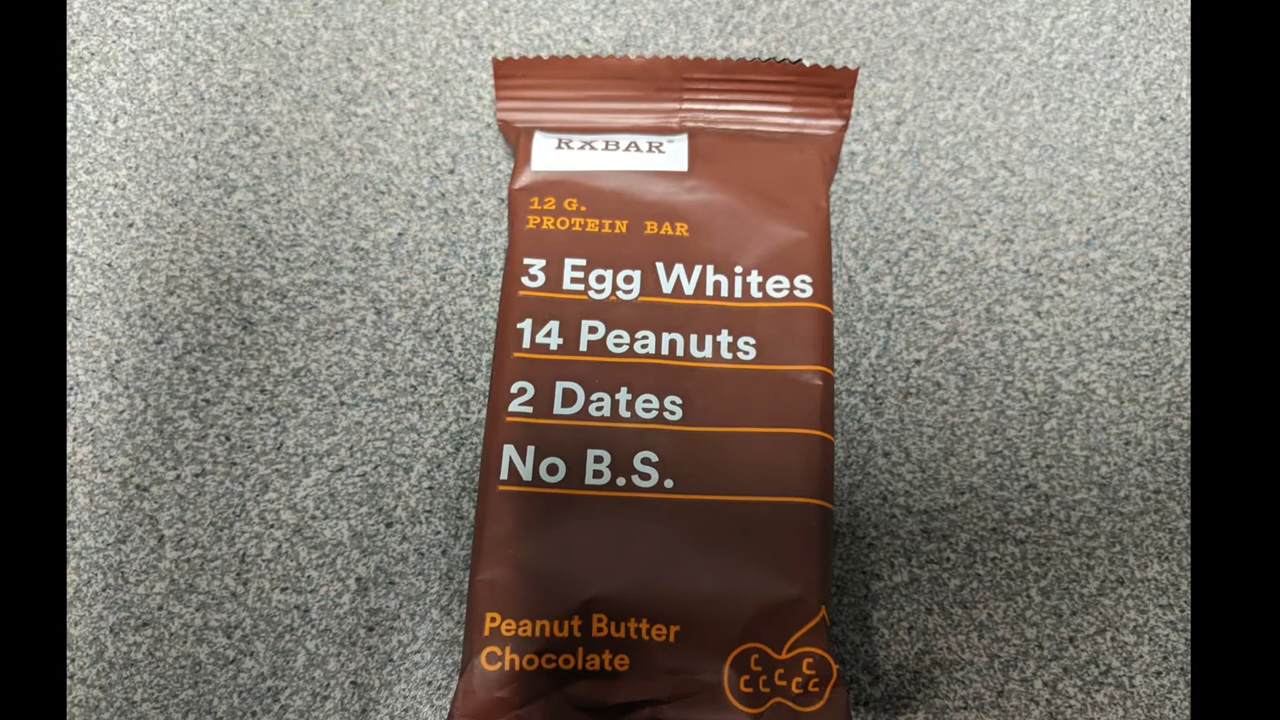 RXBAR
12 G.
PROTEIN BAR
3 Egg Whites
14 Peanuts
2 Dates
No B.S.
Peanut Butter
Chocolate